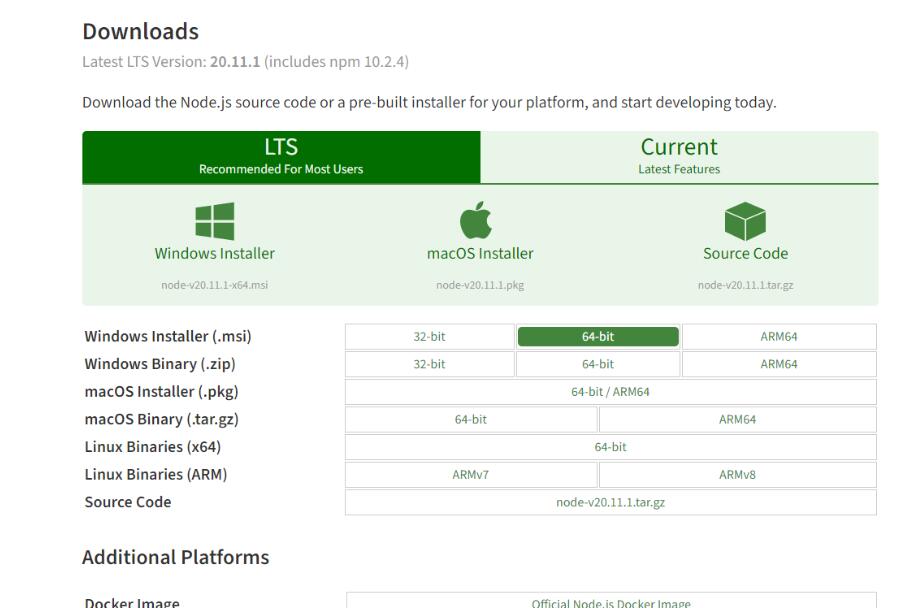 Downloads
Latest LTS Version: 20.11.1 (includes npm 10.2.4)
Download the Node.js source code or a pre-built installer for your platform, and start developing today.
LTS
Recommended For Most Users
Current
Latest Features
Windows Installer
node-v20.11.1-x64.msi
macOS Installer
node-v20.11.1.pkg
Source Code
node-v20.11.1.tar.gz
Windows Installer (.msi) 32-bit 64-bit ARM64
Windows Binary (.zip) 32-bit 64-bit ARM64
macOS Installer (.pkg) 64-bit / ARM64
macOS Binary (.tar.gz) 64-bit ARM64
Linux Binaries (x64) 64-bit
Linux Binaries (ARM) ARMv7 ARMv8
Source Code node-v20.11.1.tar.gz
Additional Platforms
Docker Image Official Node.js Docker Image